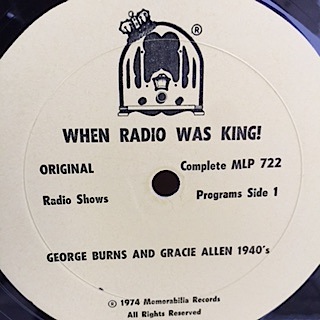 ®
WHEN RADIO WAS KING!
ORIGINAL Complete MLP 722
Radio Shows Programs Side 1
GEORGE BURNS AND GRACIE ALLEN 1940's
℗ 1974 Memorabilia Records
All Rights Reserved